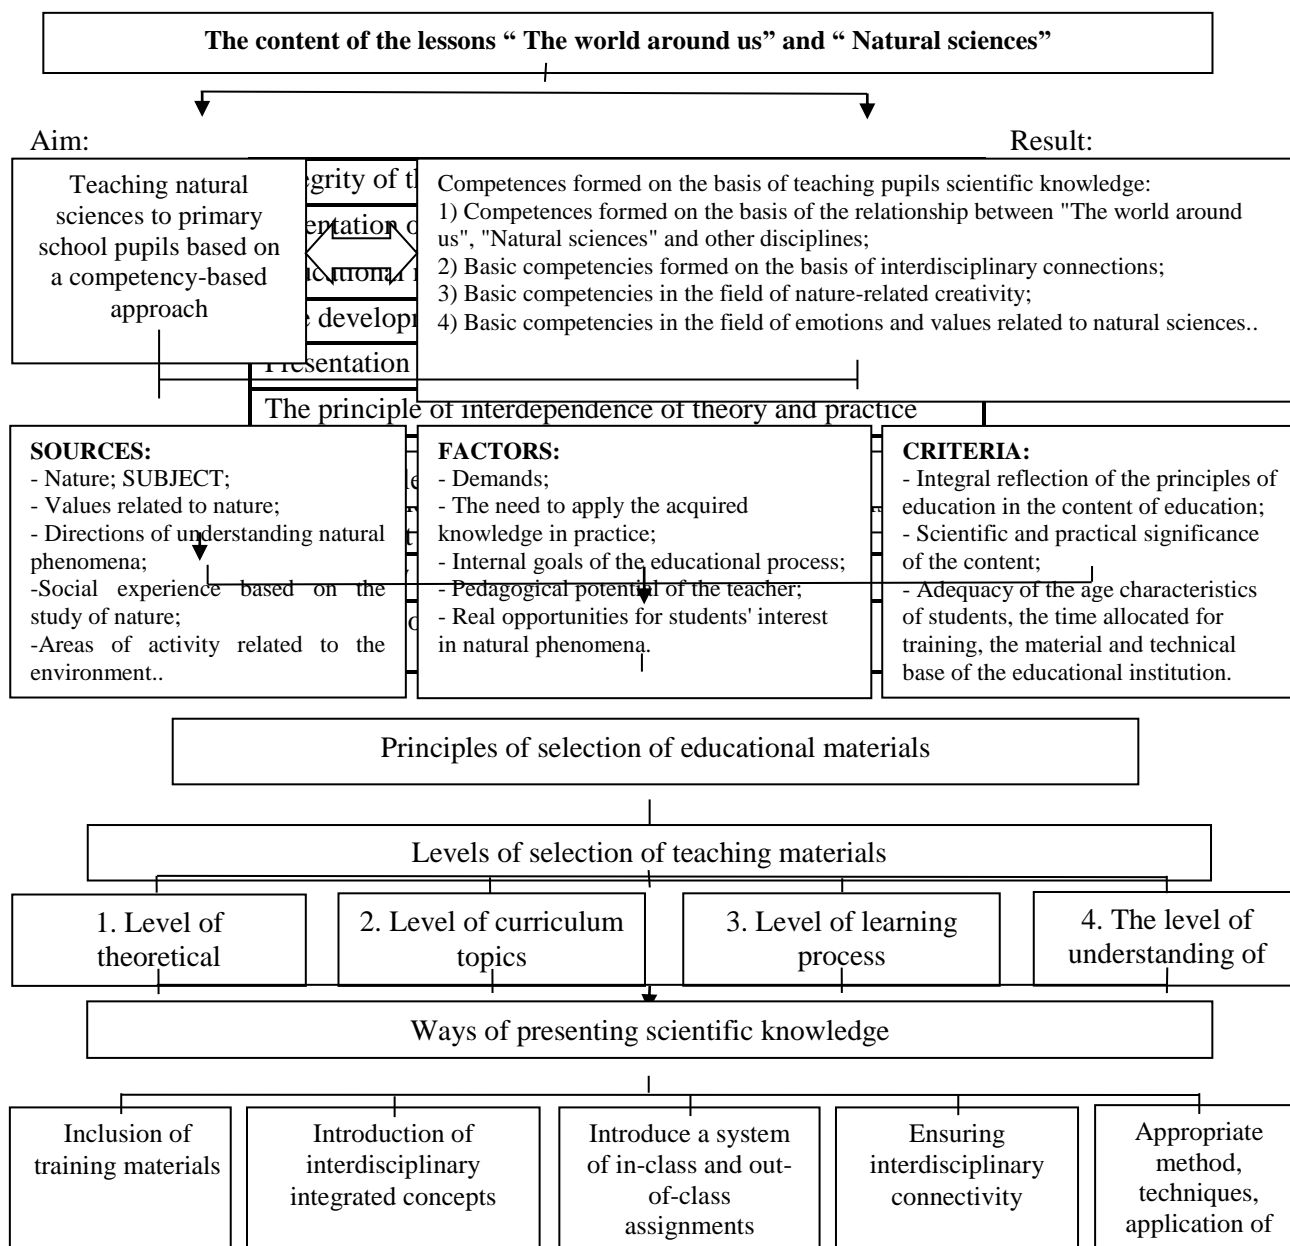 The content of the lessons “ The world around us” and “ Natural sciences”
Aim:
Result:
Teaching natural
sciences to primary
school pupils based on
a competency-based
approach
egrity of th
entation o
ucational
e developm
Presentation
The principle of interdependence of theory and practice
Competences formed on the basis of teaching pupils scientific knowledge:
1) Competences formed on the basis of the relationship between "The world around
us", "Natural sciences" and other disciplines;
2) Basic competencies formed on the basis of interdisciplinary connections;
3) Basic competencies in the field of nature-related creativity;
4) Basic competencies in the field of emotions and values related to natural sciences..
SOURCES:
- Nature; SUBJECT;
- Values related to nature;
- Directions of understanding natural
phenomena;
-Social experience based on the
study of nature;
-Areas of activity related to the
environment..
FACTORS:
- Demands;
- The need to apply the acquired
knowledge in practice;
- Internal goals of the educational process;
- Pedagogical potential of the teacher;
- Real opportunities for students' interest
in natural phenomena.
CRITERIA:
- Integral reflection of the principles of
education in the content of education;
- Scientific and practical significance
of the content;
- Adequacy of the age characteristics
of students, the time allocated for
training, the material and technical
base of the educational institution.
Principles of selection of educational materials
Levels of selection of teaching materials
1. Level of
theoretical
2. Level of curriculum
topics
3. Level of learning
process
4. The level of
understanding of
Ways of presenting scientific knowledge
Inclusion of
training materials
Introduction of
interdisciplinary
integrated concepts
Introduce a system
of in-class and out-
of-class
assignments
Ensuring
interdisciplinary
connectivity
Appropriate
method,
techniques,
application of